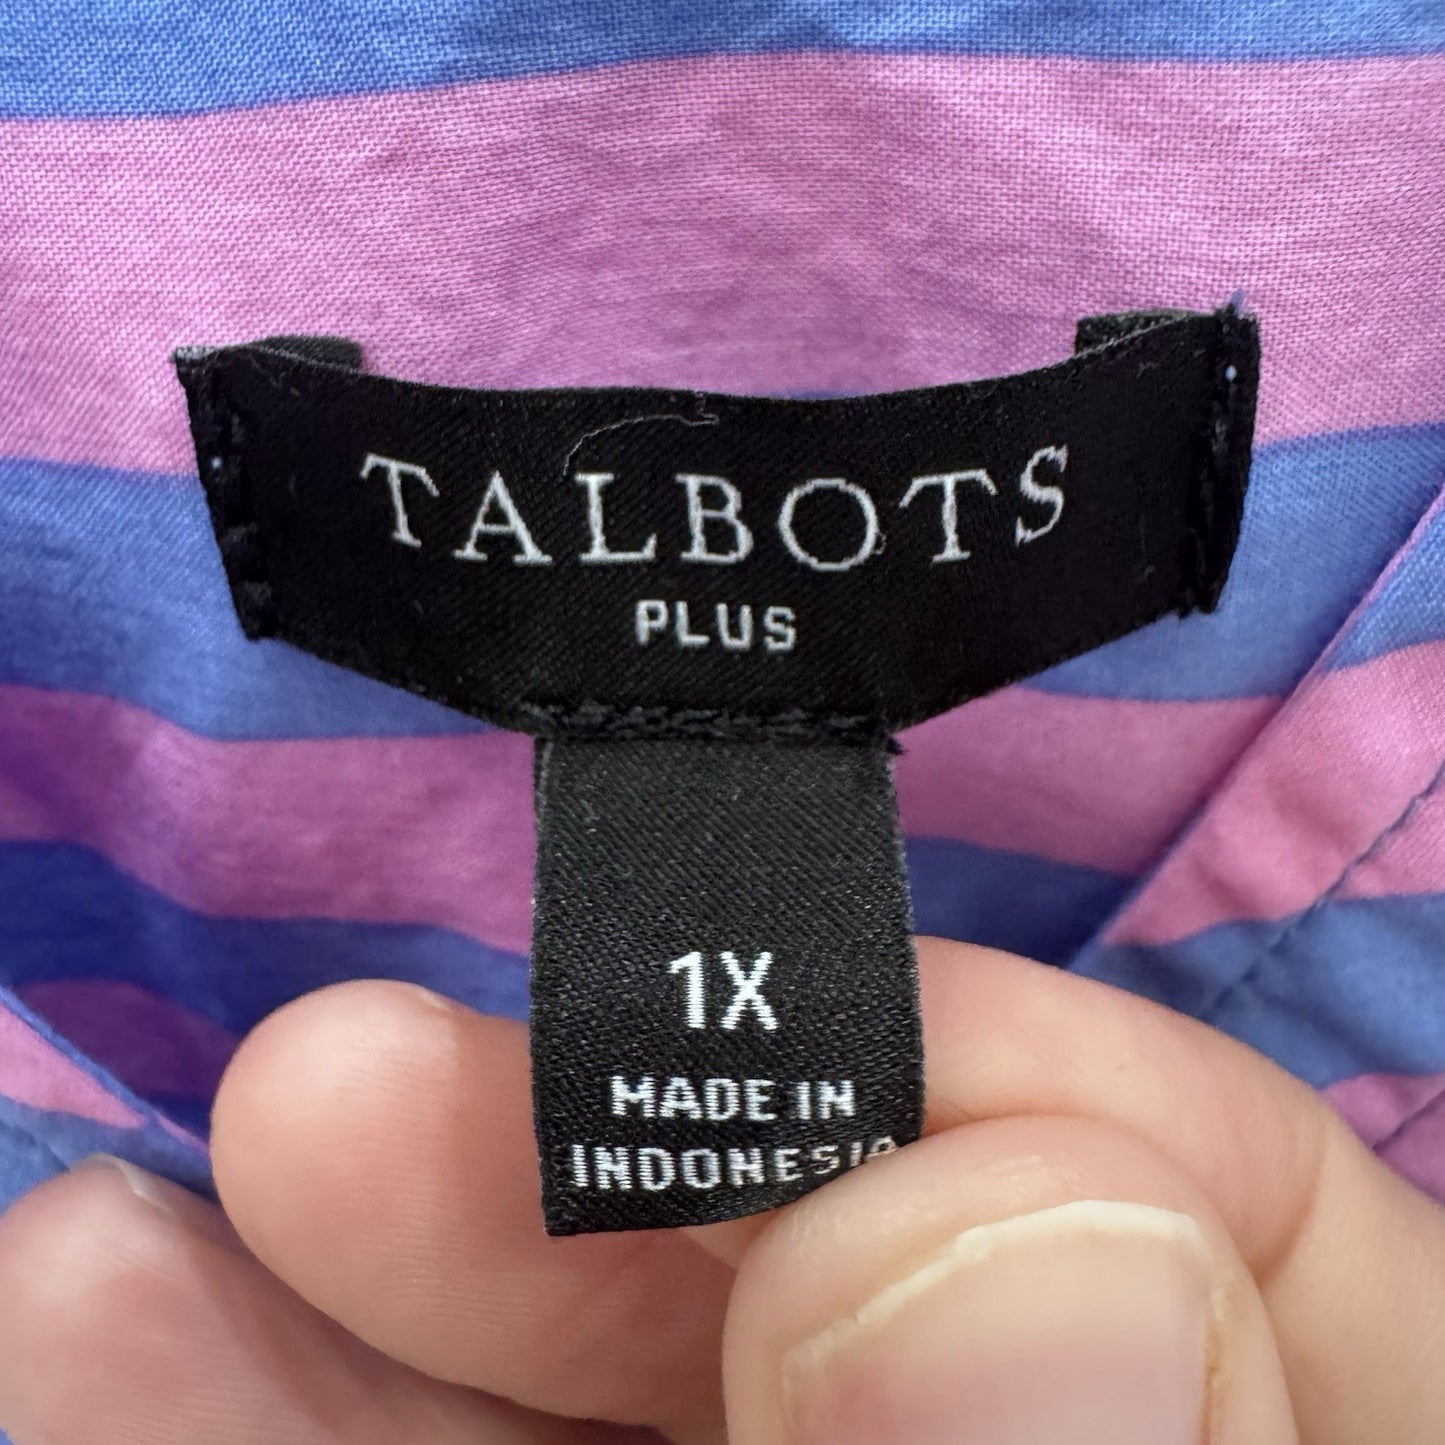 TALBOTS
PLUS
1X
MADE IN
INDONESIA